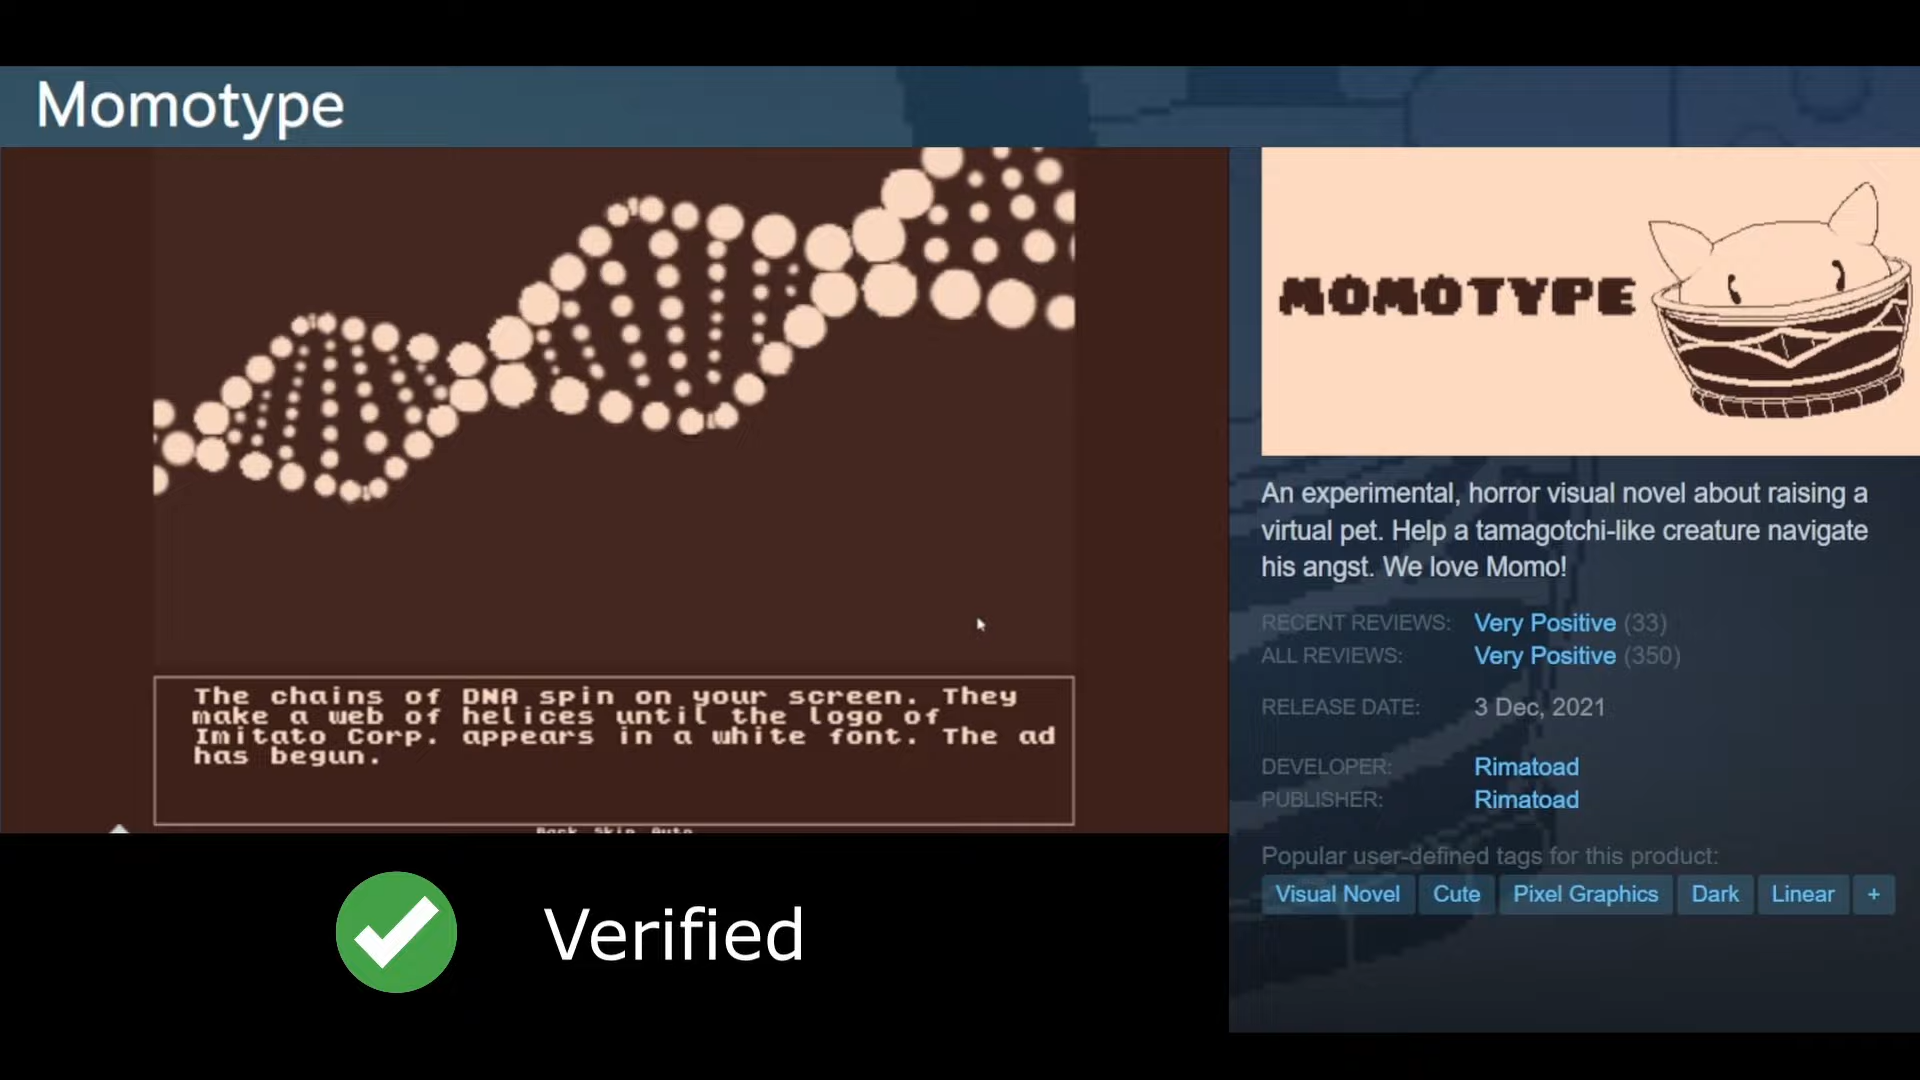 Momotype
The chains of DNA spin on your screen. They
make a web of helices until the logo of
Imitato Corp. appears in a white font. The ad
has begun.
Back Skip Auto
Verified
MOMOTYPE
An experimental, horror visual novel about raising a
virtual pet. Help a tamagotchi-like creature navigate
his angst. We love Momo!
RECENT REVIEWS: Very Positive (33)
ALL REVIEWS: Very Positive (350)
RELEASE DATE: 3 Dec, 2021
DEVELOPER: Rimatoad
PUBLISHER: Rimatoad
Popular user-defined tags for this product:
Visual Novel Cute Pixel Graphics Dark Linear +